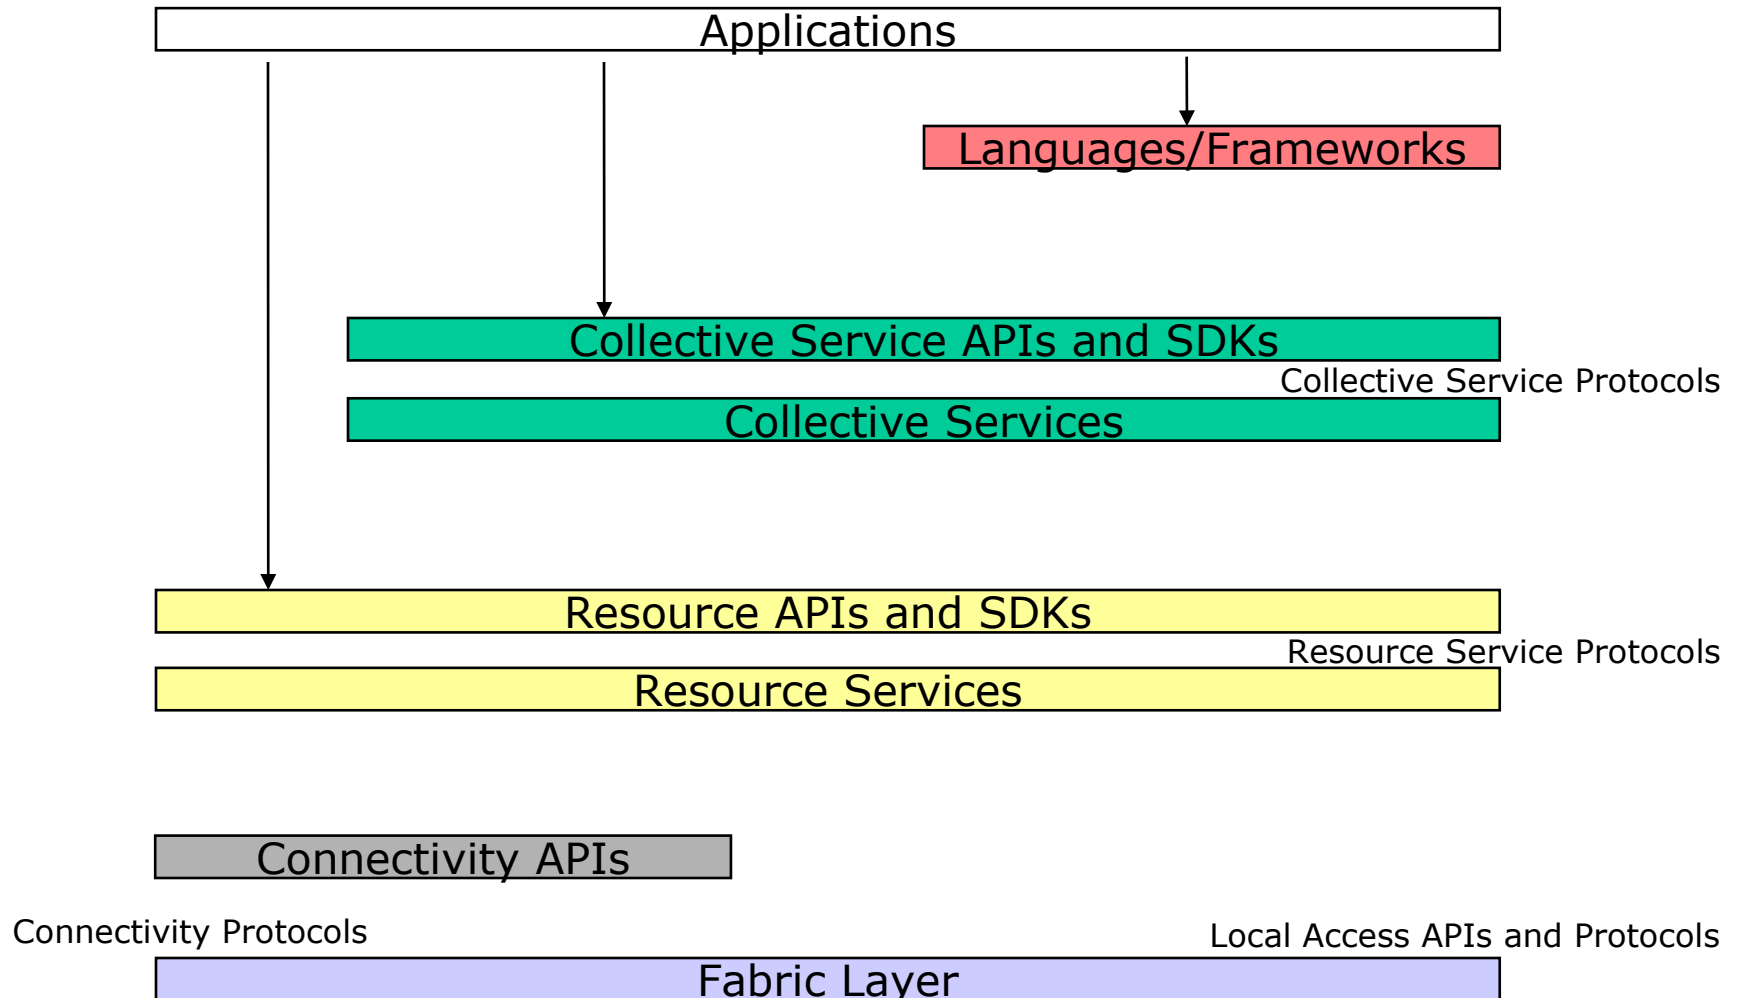 Applications
Languages/Frameworks
Collective Service APIs and SDKs
Collective Service Protocols
Collective Services
Resource APIs and SDKs
Resource Service Protocols
Resource Services
Connectivity APIs
Connectivity Protocols
Local Access APIs and Protocols
Fabric Layer